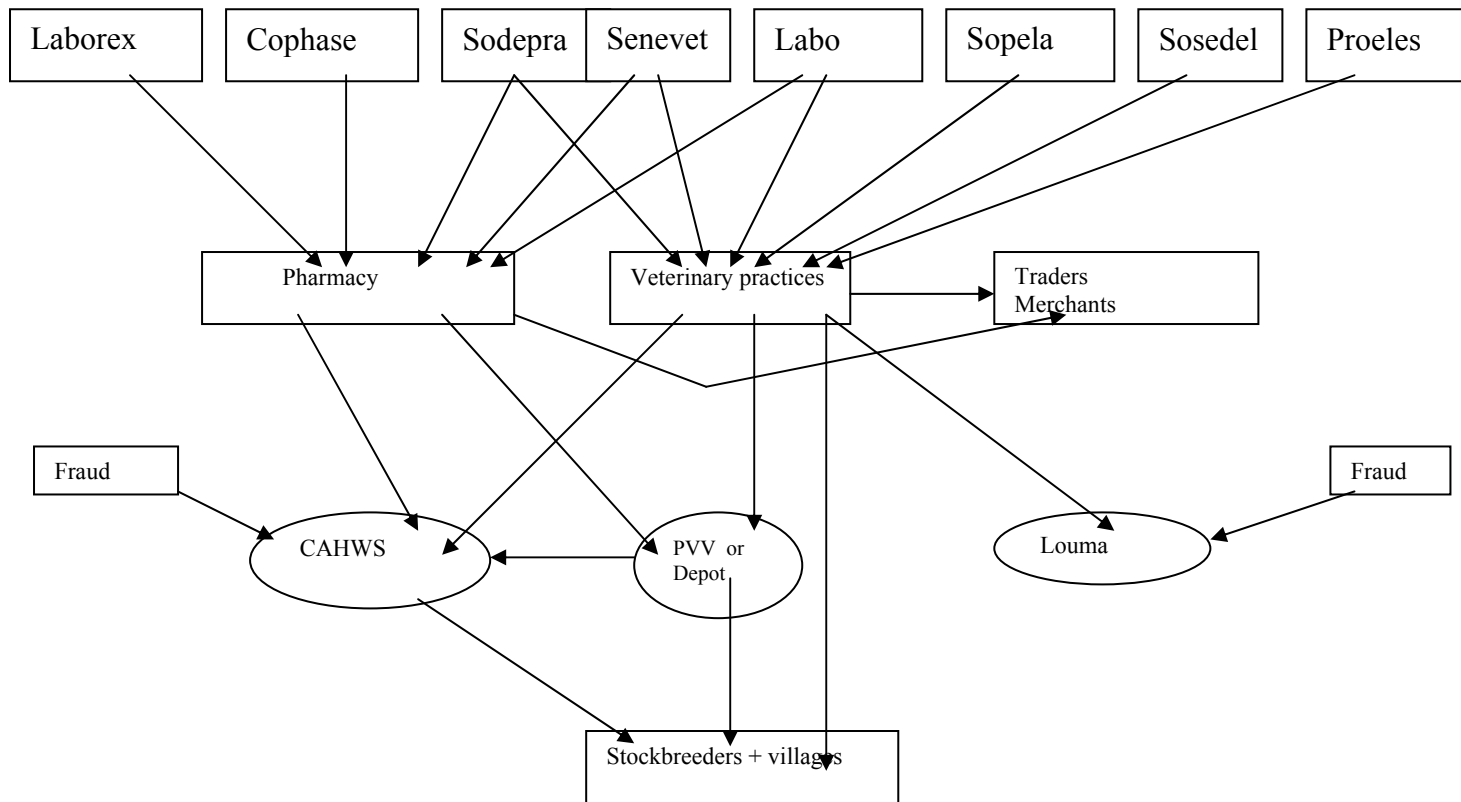 Laborex
Cophase
Sodepra
Senevet
Labo
Sopela
Sosedel
Proeles
Pharmacy
Veterinary practices
Traders
Merchants
Fraud
Fraud
CAHWS
PVV or
Depot
Louma
Stockbreeders + villages